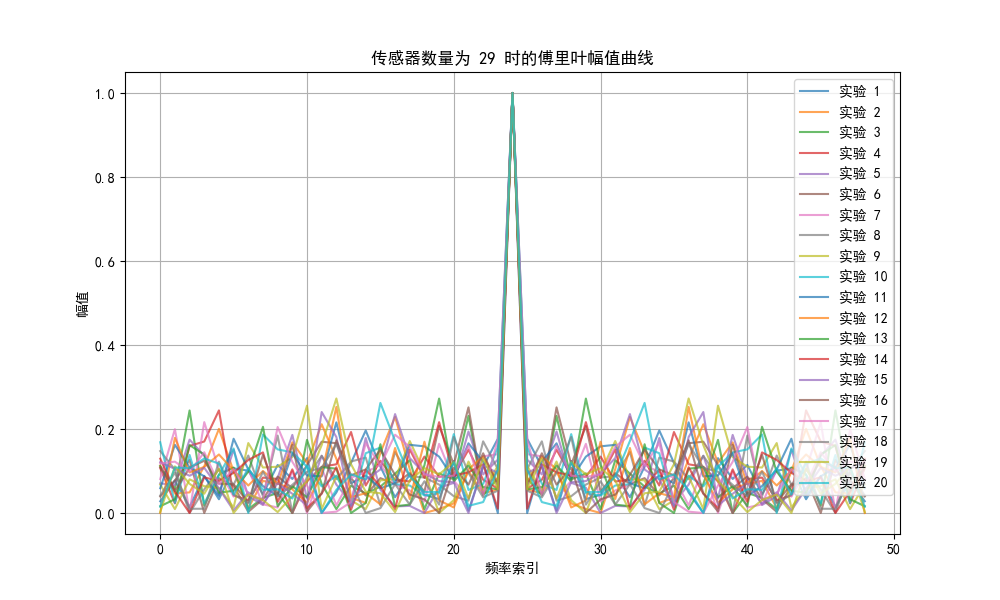 传感器数量为 29 时的傅里叶幅值曲线
幅值
1.0
0.8
0.6
0.4
0.2
0.0
0
10
20
30
40
50
频率索引
实验 1
实验 2
实验 3
实验 4
实验 5
实验 6
实验 7
实验 8
实验 9
实验 10
实验 11
实验 12
实验 13
实验 14
实验 15
实验 16
实验 17
实验 18
实验 19
实验 20